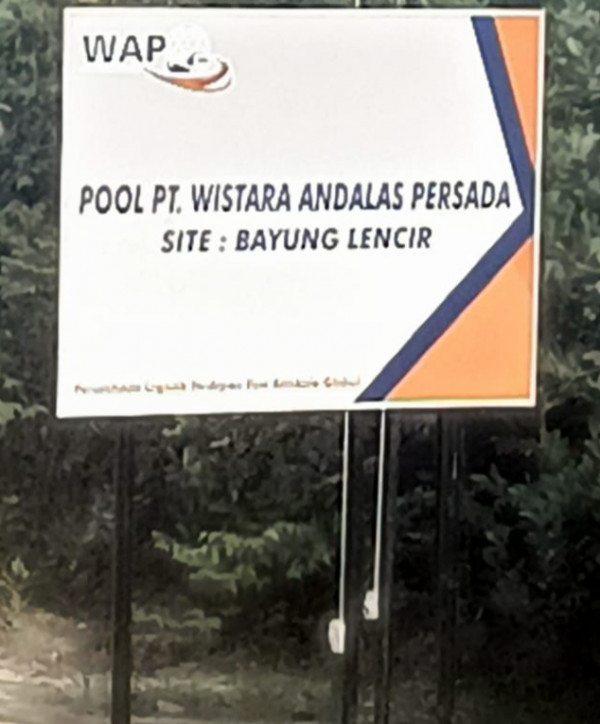 WAP
POOL PT. WISTARA ANDALAS PERSADA
SITE : BAYUNG LENCIR